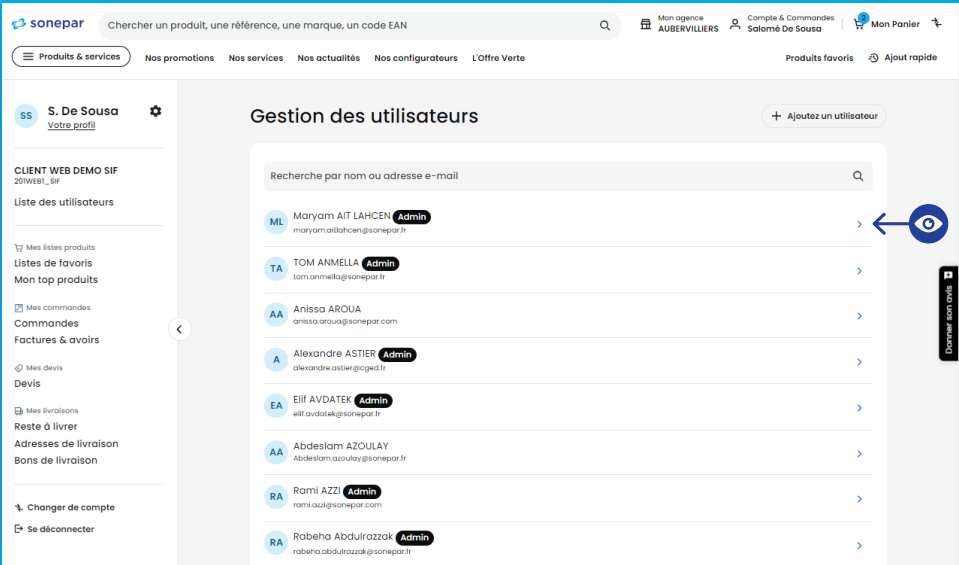 sonepar
Chercher un produit, une référence, une marque, un code EAN
Mon agence
AUBERVILLIERS
Compte & Commandes
Salomé De Sousa
2
Mon Panier
Produits & services
Nos promotions
Nos services
Nos actualités
Nos configurateurs
L'Offre Verte
Produits favoris
Ajout rapide
SS
S. De Sousa
Votre profil
CLIENT WEB DEMO SIF
201WEB1_SIF
Liste des utilisateurs
Mes listes produits
Listes de favoris
Mon top produits
Mes commandes
Commandes
Factures & avoirs
Mes devis
Devis
Mes livraisons
Reste à livrer
Adresses de livraison
Bons de livraison
Changer de compte
Se déconnecter
Gestion des utilisateurs
Ajoutez un utilisateur
Recherche par nom ou adresse e-mail
ML
Maryam AIT LAHCEN Admin
maryam.aitlahcen@sonepar.fr
TA
TOM ANMELLA Admin
tom.anmella@sonepar.fr
AA
Anissa AROUA
anissa.aroua@sonepar.com
A
Alexandre ASTIER Admin
alexandre.astier@cged.fr
EA
Elif AVDATEK Admin
elif.avdatek@sonepar.fr
AA
Abdeslam AZOULAY
Abdeslam.azoulay@sonepar.fr
RA
Rami AZZI Admin
rami.azzi@sonepar.com
RA
Rabeha Abdulrazzak Admin
rabeha.abdulrazzak@sonepar.fr
Donner son avis